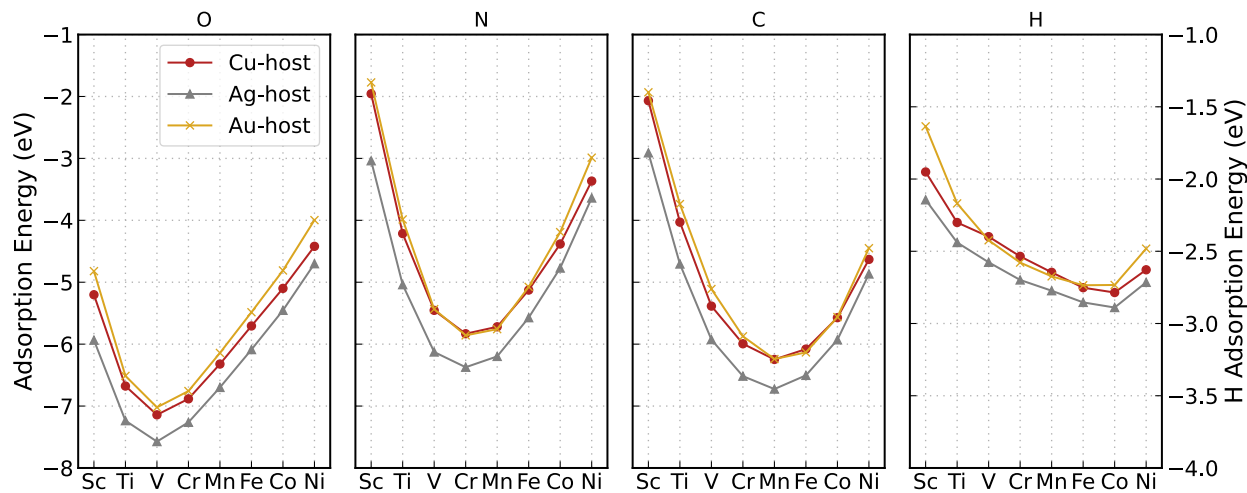 O N C H
Adsorption Energy (eV)
−1
−2
−3
−4
−5
−6
−7
−8
Cu-host
Ag-host
Au-host
Sc Ti V Cr Mn Fe Co Ni
Sc Ti V Cr Mn Fe Co Ni
Sc Ti V Cr Mn Fe Co Ni
Sc Ti V Cr Mn Fe Co Ni
−1.0
−1.5
−2.0
−2.5
−3.0
−3.5
−4.0
H Adsorption Energy (eV)